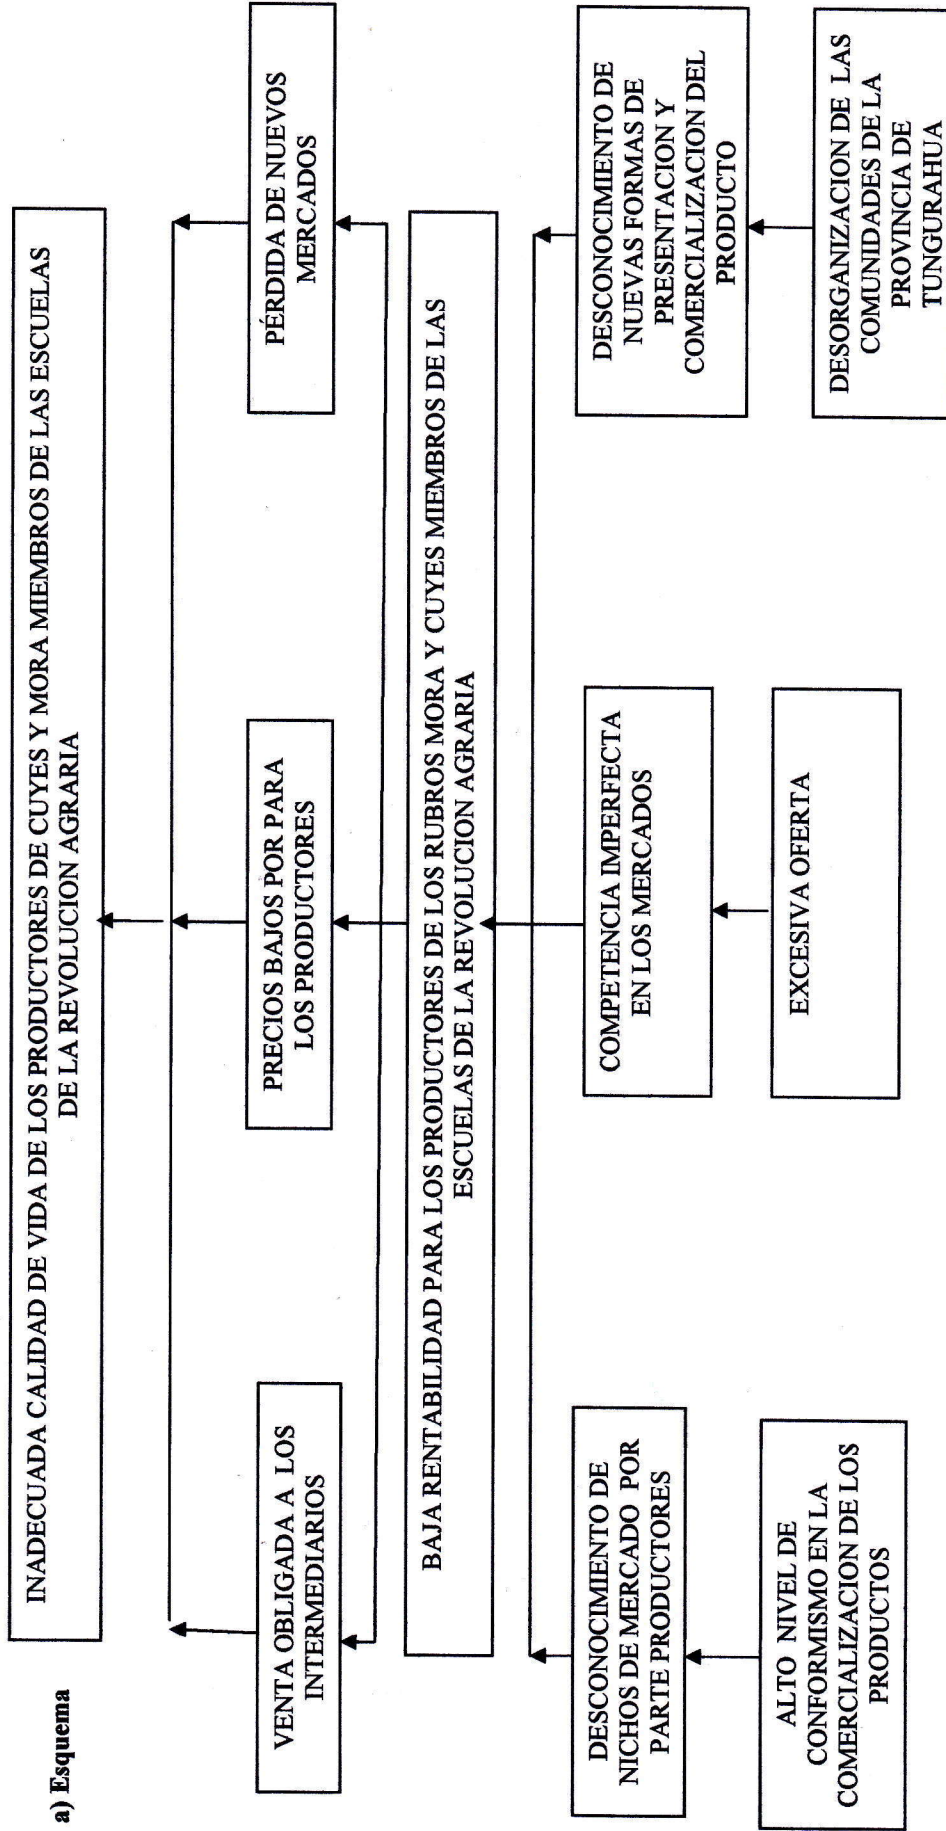 a) Esquema
INADECUADA CALIDAD DE VIDA DE LOS PRODUCTORES DE CUYES Y MORA MIEMBROS DE LAS ESCUELAS
DE LA REVOLUCION AGRARIA
VENTA OBLIGADA A LOS
INTERMEDIARIOS
PRECIOS BAJOS POR PARA
LOS PRODUCTORES
PÉRDIDA DE NUEVOS
MERCADOS
BAJA RENTABILIDAD PARA LOS PRODUCTORES DE LOS RUBROS MORA Y CUYES MIEMBROS DE LAS
ESCUELAS DE LA REVOLUCION AGRARIA
DESCONOCIMIENTO DE
NICHOS DE MERCADO POR
PARTE PRODUCTORES
COMPETENCIA IMPERFECTA
EN LOS MERCADOS
DESCONOCIMIENTO DE
NUEVAS FORMAS DE
PRESENTACION Y
COMERCIALIZACION DEL
PRODUCTO
ALTO NIVEL DE
CONFORMISMO EN LA
COMERCIALIZACION DE LOS
PRODUCTOS
EXCESIVA OFERTA
DESORGANIZACION DE LAS
COMUNIDADES DE LA
PROVINCIA DE
TUNGURAHUA